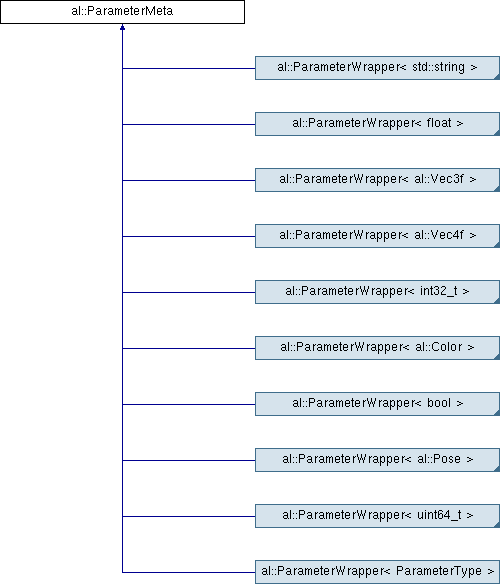 al::ParameterMeta
al::ParameterWrapper< std::string >
al::ParameterWrapper< float >
al::ParameterWrapper< al::Vec3f >
al::ParameterWrapper< al::Vec4f >
al::ParameterWrapper< int32_t >
al::ParameterWrapper< al::Color >
al::ParameterWrapper< bool >
al::ParameterWrapper< al::Pose >
al::ParameterWrapper< uint64_t >
al::ParameterWrapper< ParameterType >